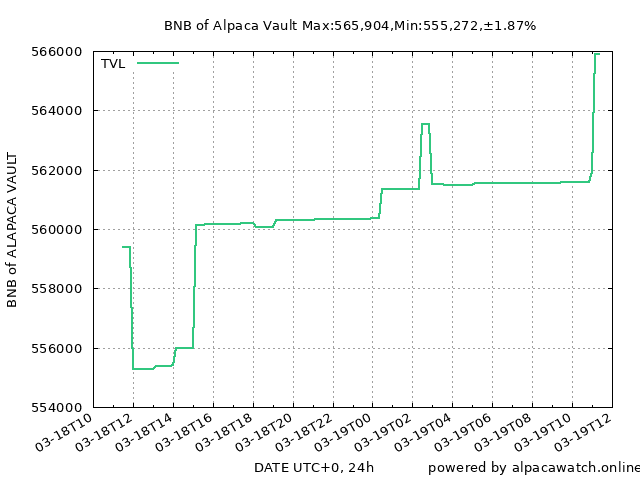 BNB of Alpaca Vault Max:565,904,Min:555,272,±1.87%
TVL
BNB of ALAPACA VAULT
566000
564000
562000
560000
558000
556000
554000
03-18T10
03-18T12
03-18T14
03-18T16
03-18T18
03-18T20
03-18T22
03-19T00
03-19T02
03-19T04
03-19T06
03-19T08
03-19T10
03-19T12
DATE UTC+0, 24h
powered by alpacawatch.online